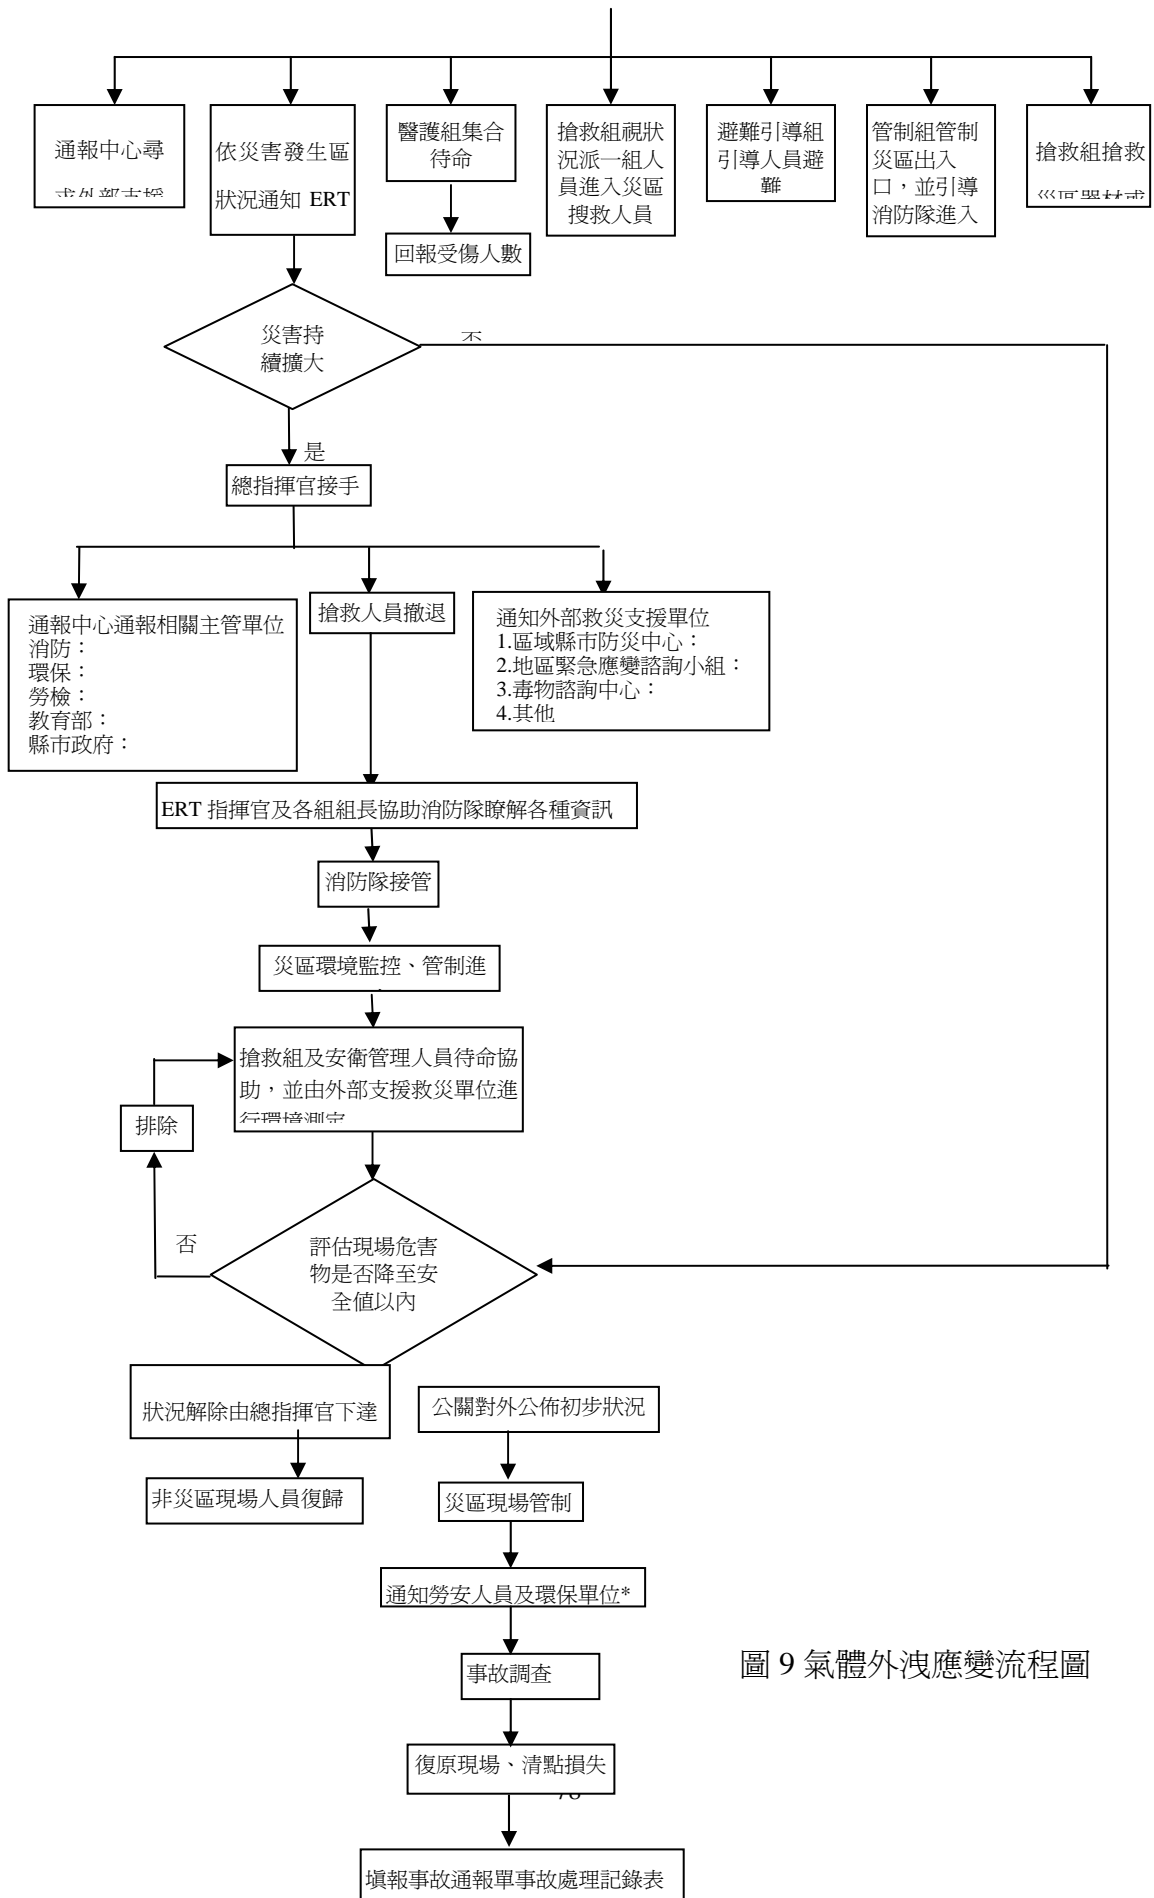 通報中心尋
求外部支援
依災害發生區
狀況通知 ERT
醫護組集合
待命
搶救組視狀
況派一組人
員進入災區
搜救人員
避難引導組
引導人員避
難
管制組管制
災區出入
口，並引導
消防隊進入
搶救組搶救
災區器材或
回報受傷人數
災害持
續擴大
否
是
總指揮官接手
通報中心通報相關主管單位
消防：
環保：
勞檢：
教育部：
縣市政府：
搶救人員撤退
通知外部救災支援單位
1.區域縣市防災中心：
2.地區緊急應變諮詢小組：
3.毒物諮詢中心：
4.其他
ERT 指揮官及各組組長協助消防隊瞭解各種資訊
消防隊接管
災區環境監控、管制進
搶救組及安衛管理人員待命協
助，並由外部支援救災單位進
行環境測定
排除
否
評估現場危害
物是否降至安
全值以內
狀況解除由總指揮官下達
公關對外公佈初步狀況
非災區現場人員復歸
災區現場管制
通知勞安人員及環保單位*
事故調查
圖 9 氣體外洩應變流程圖
復原現場、清點損失
填報事故通報單事故處理記錄表